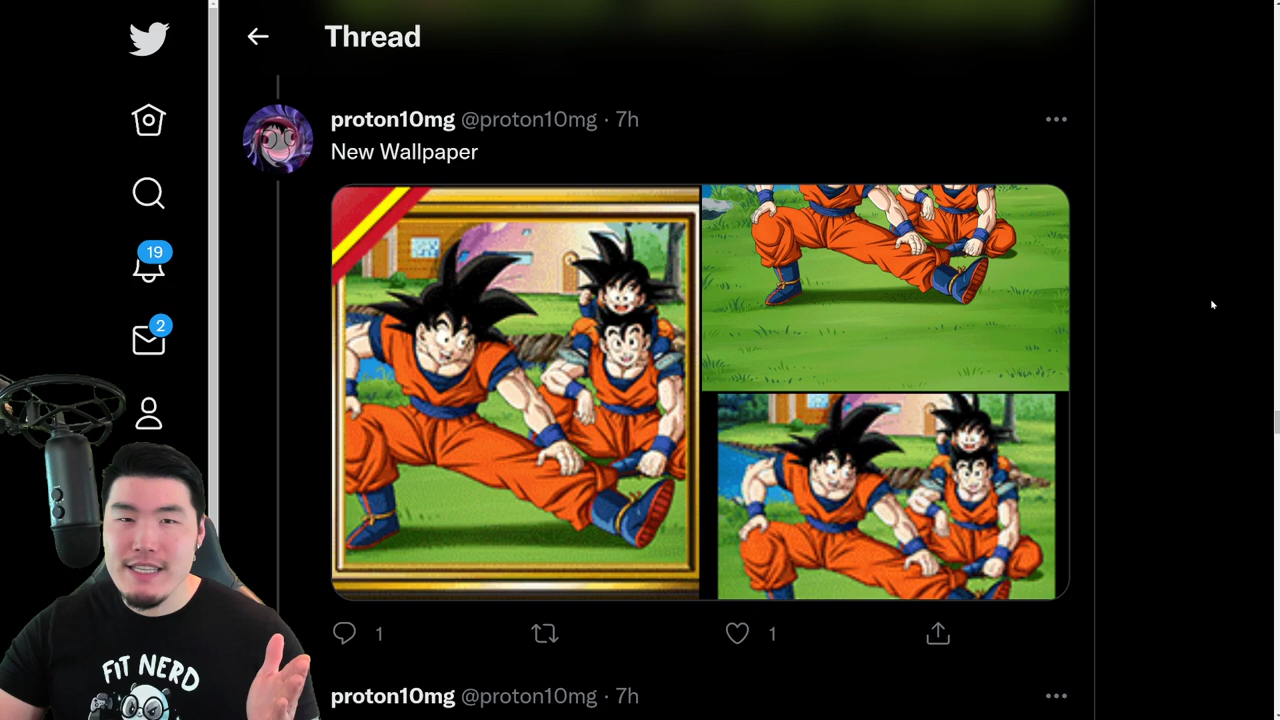 Thread
proton10mg @proton10mg · 7h
New Wallpaper
19
2
1
1
FIT NERD
proton10mg @proton10mg · 7h